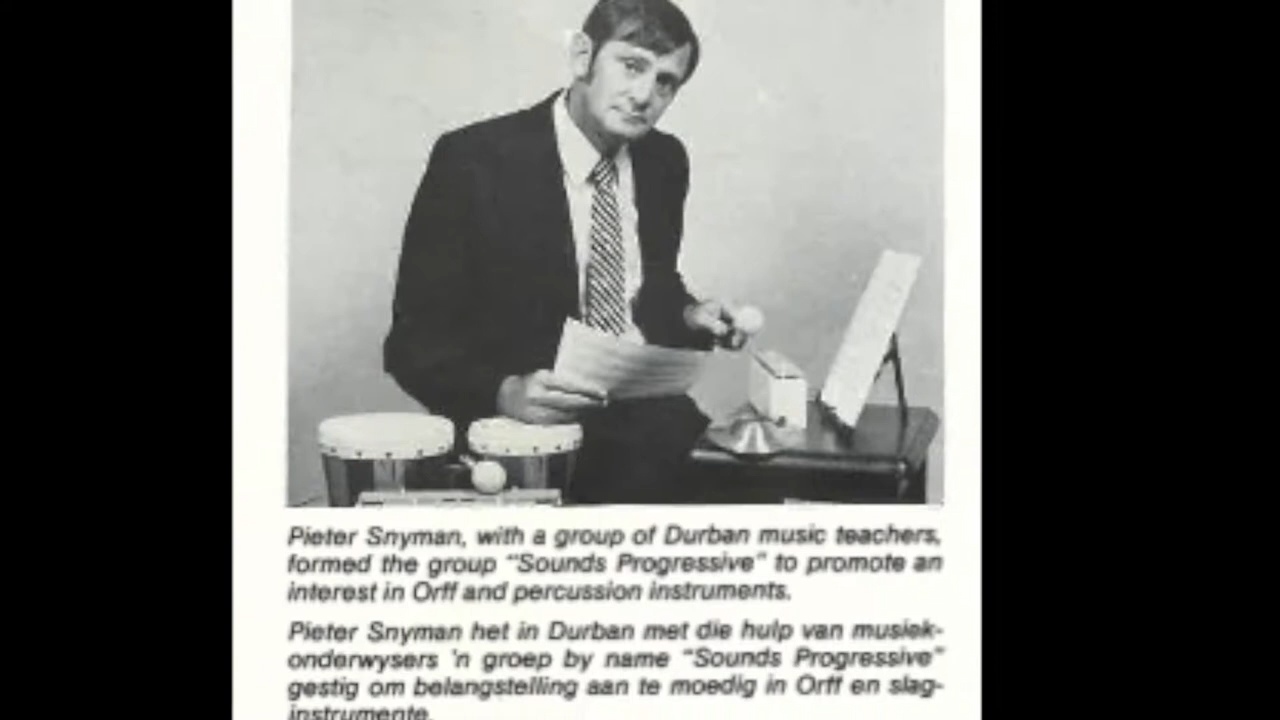 Pieter Snyman, with a group of Durban music teachers,
formed the group "Sounds Progressive" to promote an
interest in Orff and percussion instruments.
Pieter Snyman het in Durban met die hulp van musiek-
onderwysers 'n groep by name "Sounds Progressive"
gestig om belangstelling aan te moedig in Orff en slag-
instrumente.